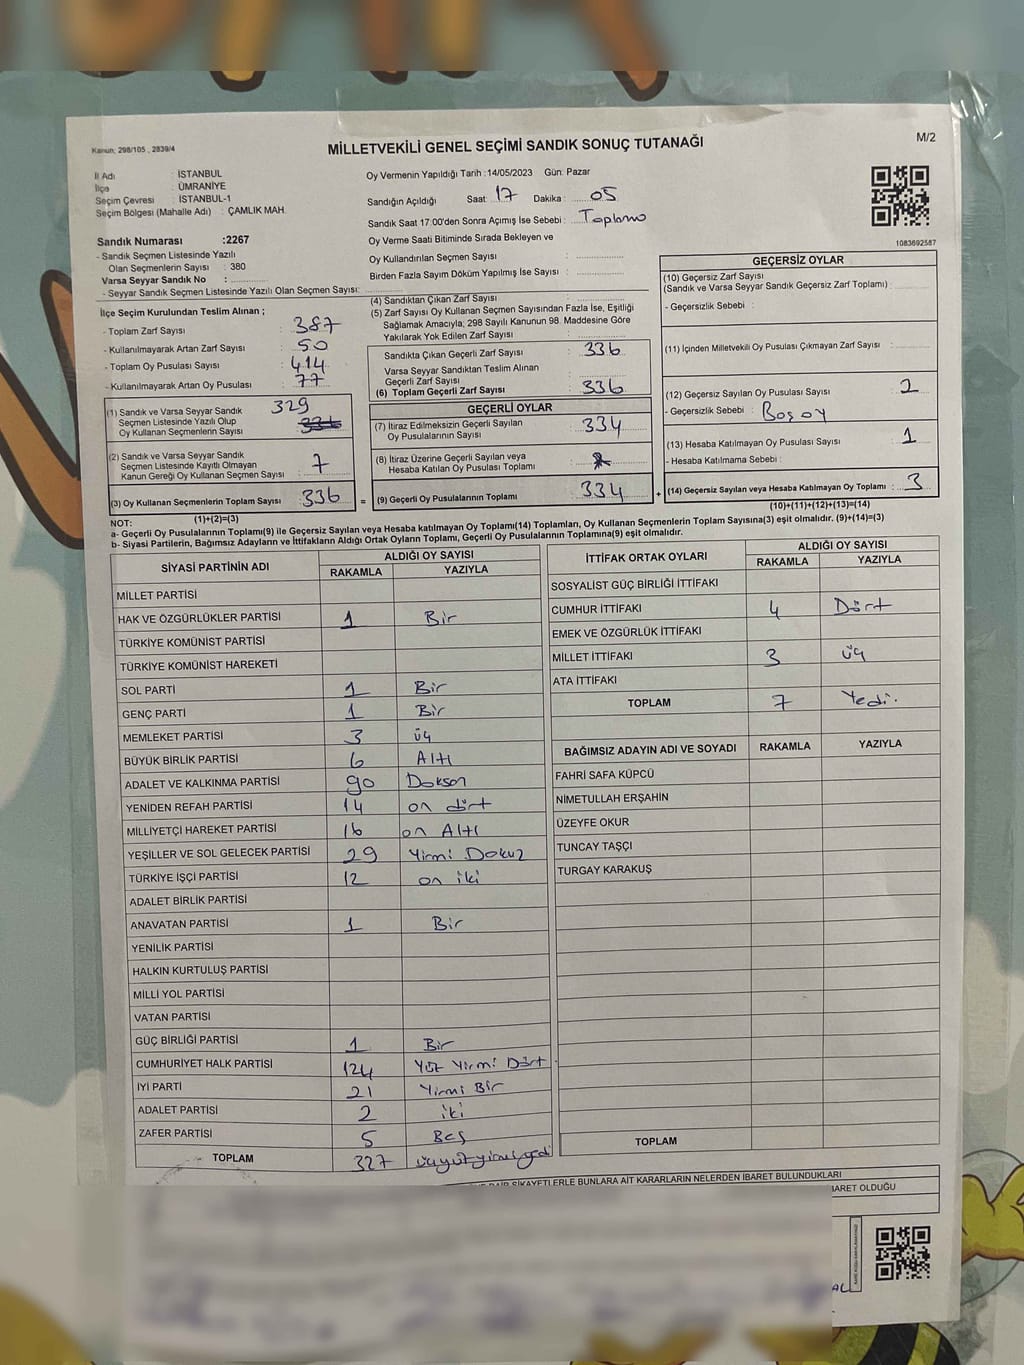 Kanun: 298/105 , 2839/4
MİLLETVEKİLİ GENEL SEÇİMİ SANDIK SONUÇ TUTANAĞI
M/2
İl Adı : İSTANBUL
İlçe : ÜMRANİYE
Seçim Çevresi : İSTANBUL-1
Seçim Bölgesi (Mahalle Adı) : ÇAMLIK MAH.
Oy Vermenin Yapıldığı Tarih :14/05/2023 Gün: Pazar
Sandığın Açıldığı Saat: 17 Dakika : 05
Sandık Saat 17:00'den Sonra Açımış İse Sebebi :
Sandık Numarası :2267
- Sandık Seçmen Listesinde Yazılı
Olan Seçmenlerin Sayısı : 380
Varsa Seyyar Sandık No :
- Seyyar Sandık Seçmen Listesinde Yazılı Olan Seçmen Sayısı:
Oy Verme Saati Bitiminde Sırada Bekleyen ve
Oy Kullandırılan Seçmen Sayısı :
Birden Fazla Sayım Döküm Yapılmış İse Sayısı :
1083692587
İlçe Seçim Kurulundan Teslim Alınan ;
- Toplam Zarf Sayısı : 387
- Kullanılmayarak Artan Zarf Sayısı : 50
- Toplam Oy Pusulası Sayısı : 414
- Kullanılmayarak Artan Oy Pusulası : 77
(1) Sandık ve Varsa Seyyar Sandık 329
Seçmen Listesinde Yazılı Olup
Oy Kullanan Seçmenlerin Sayısı
(2) Sandık ve Varsa Seyyar Sandık
Seçmen Listesinde Kayıtlı Olmayan
Kanun Gereği Oy Kullanan Seçmen Sayısı : 7
(3) Oy Kullanan Seçmenlerin Toplam Sayısı : 336 =
(1)+(2)=(3)
(4) Sandıktan Çıkan Zarf Sayısı :
(5) Zarf Sayısı Oy Kullanan Seçmen Sayısından Fazla İse, Eşitliği
Sağlamak Amacıyla, 298 Sayılı Kanunun 98. Maddesine Göre
Yakılarak Yok Edilen Zarf Sayısı :
Sandıkta Çıkan Geçerli Zarf Sayısı : 336
Varsa Seyyar Sandıktan Teslim Alınan
Geçerli Zarf Sayısı :
(6) Toplam Geçerli Zarf Sayısı : 336
GEÇERLİ OYLAR
(7) İtiraz Edilmeksizin Geçerli Sayılan
Oy Pusulalarının Sayısı : 334
(8) İtiraz Üzerine Geçerli Sayılan veya
Hesaba Katılan Oy Pusulası Toplamı :
(9) Geçerli Oy Pusulalarının Toplamı : 334 +
GEÇERSİZ OYLAR
(10) Geçersiz Zarf Sayısı
(Sandık ve Varsa Seyyar Sandık Geçersiz Zarf Toplamı) :
- Geçersizlik Sebebi :
(11) İçinden Milletvekili Oy Pusulası Çıkmayan Zarf Sayısı :
(12) Geçersiz Sayılan Oy Pusulası Sayısı : 2
- Geçersizlik Sebebi : Boş oy
(13) Hesaba Katılmayan Oy Pusulası Sayısı : 1
- Hesaba Katılmama Sebebi :
(14) Geçersiz Sayılan veya Hesaba Katılmayan Oy Toplamı : 3
(10)+(11)+(12)+(13)=(14)
NOT:
a- Geçerli Oy Pusulalarının Toplamı(9) ile Geçersiz Sayılan veya Hesaba katılmayan Oy Toplamı(14) Toplamları, Oy Kullanan Seçmenlerin Toplam Sayısına(3) eşit olmalıdır. (9)+(14)=(3)
b- Siyasi Partilerin, Bağımsız Adayların ve İttifakların Aldığı Ortak Oyların Toplamı, Geçerli Oy Pusulalarının Toplamına(9) eşit olmalıdır.
SİYASİ PARTİNİN ADI ALDIĞI OY SAYISI
RAKAMLA YAZIYLA
MİLLET PARTİSİ
HAK VE ÖZGÜRLÜKLER PARTİSİ 1 Bir
TÜRKİYE KOMÜNİST PARTİSİ
TÜRKİYE KOMÜNİST HAREKETİ
SOL PARTİ 1 Bir
GENÇ PARTİ 1 Bir
MEMLEKET PARTİSİ 3 üç
BÜYÜK BİRLİK PARTİSİ 6 Altı
ADALET VE KALKINMA PARTİSİ 90 Doksan
YENİDEN REFAH PARTİSİ 14 on dört
MİLLİYETÇİ HAREKET PARTİSİ 16 on Altı
YEŞİLLER VE SOL GELECEK PARTİSİ 29 Yirmi Dokuz
TÜRKİYE İŞÇİ PARTİSİ 12 on iki
ADALET BİRLİK PARTİSİ
ANAVATAN PARTİSİ 1 Bir
YENİLİK PARTİSİ
HALKIN KURTULUŞ PARTİSİ
MİLLİ YOL PARTİSİ
VATAN PARTİSİ
GÜÇ BİRLİĞİ PARTİSİ 1 Bir
CUMHURİYET HALK PARTİSİ 124 Yüz Yirmi Dört
İYİ PARTİ 21 Yirmi Bir
ADALET PARTİSİ 2 iki
ZAFER PARTİSİ 5 Beş
TOPLAM 327 üçyüzyirmiyedi
İTTİFAK ORTAK OYLARI ALDIĞI OY SAYISI
RAKAMLA YAZIYLA
SOSYALİST GÜÇ BİRLİĞİ İTTİFAKI
CUMHUR İTTİFAKI 4 Dört
EMEK VE ÖZGÜRLÜK İTTİFAKI
MİLLET İTTİFAKI 3 üç
ATA İTTİFAKI
TOPLAM 7 Yedi.
BAĞIMSIZ ADAYIN ADI VE SOYADI RAKAMLA YAZIYLA
FAHRİ SAFA KÜPCÜ
NİMETULLAH ERŞAHİN
ÜZEYFE OKUR
TUNCAY TAŞÇI
TURGAY KARAKUŞ
TOPLAM
ŞİKAYETLERLE BUNLARA AİT KARARLARIN NELERDEN İBARET BULUNDUKLARI
OLDUĞU